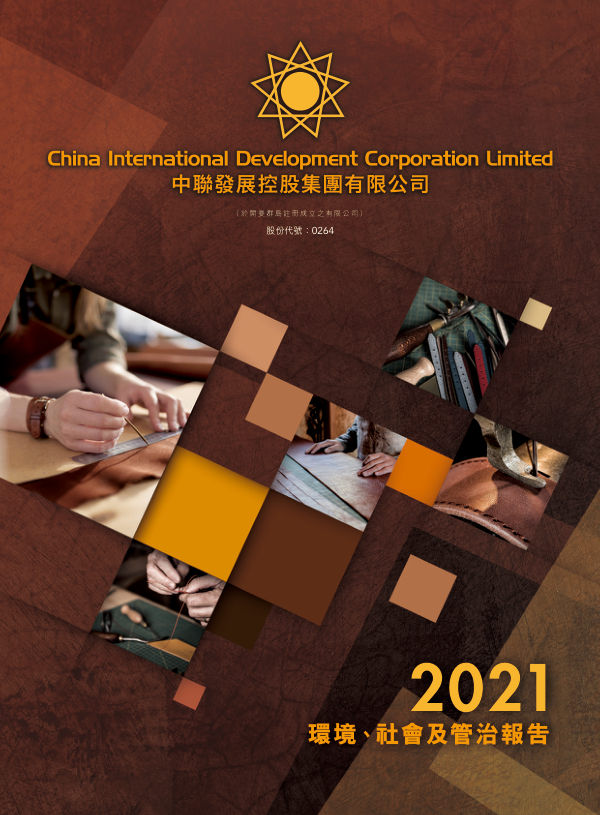 China International Development Corporation Limited
中聯發展控股集團有限公司
（於開曼群島註冊成立之有限公司）
股份代號：0264
2021
環境、社會及管治報告